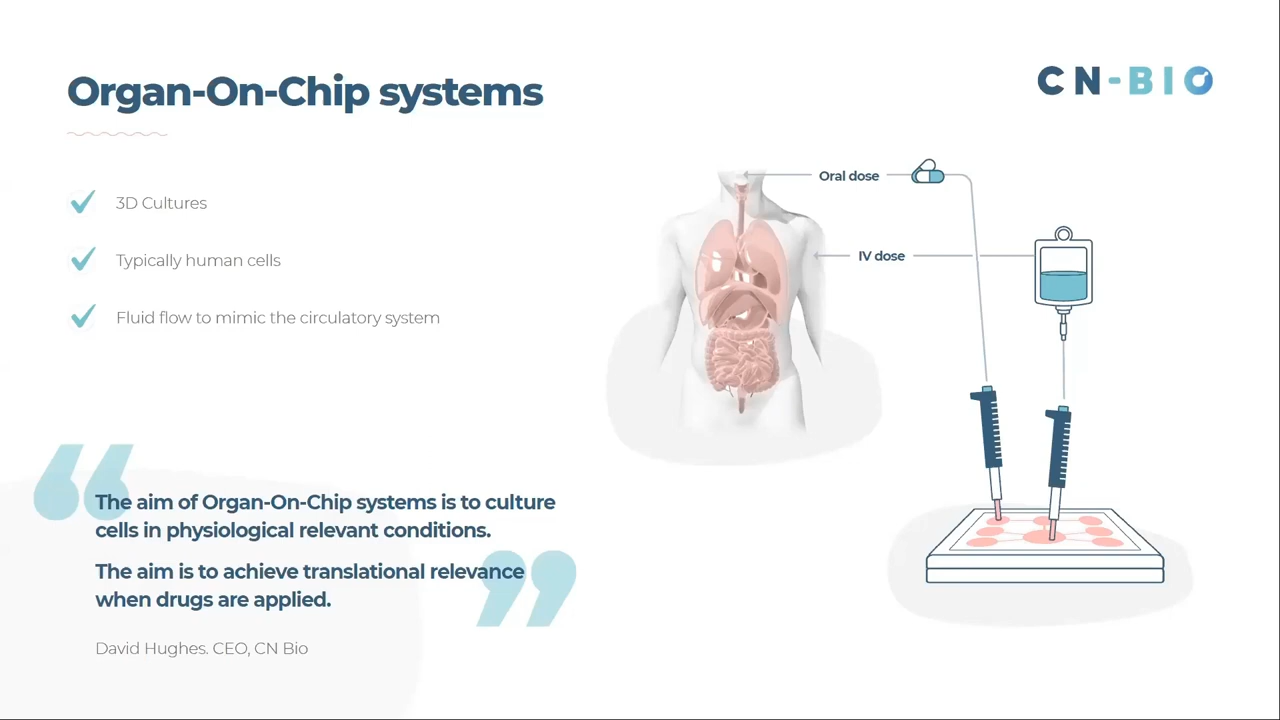 Organ-On-Chip systems
CN-BIO
3D Cultures
Typically human cells
Fluid flow to mimic the circulatory system
Oral dose
IV dose
“
The aim of Organ-On-Chip systems is to culture
cells in physiological relevant conditions.
The aim is to achieve translational relevance
when drugs are applied.
”
David Hughes. CEO, CN Bio